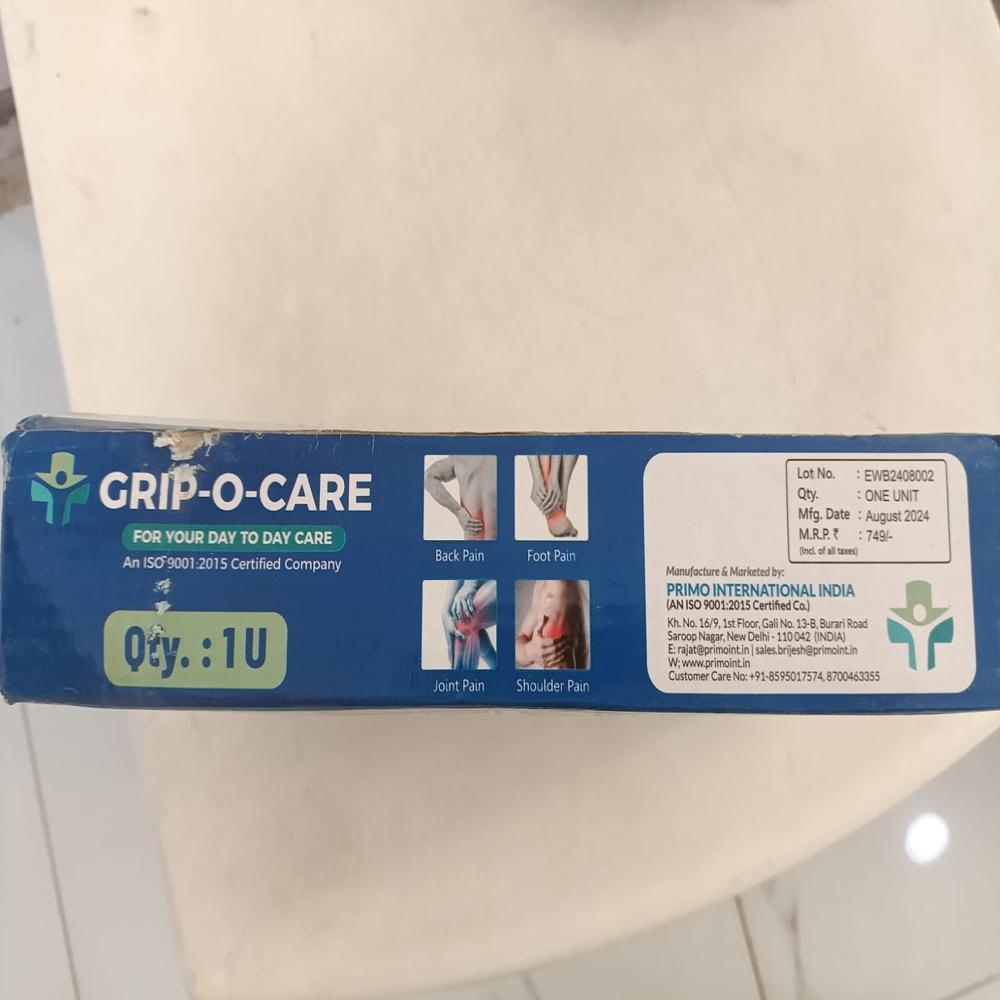 GRIP-O-CARE
FOR YOUR DAY TO DAY CARE
An ISO 9001:2015 Certified Company
Qty. : 1U
Back Pain
Foot Pain
Joint Pain
Shoulder Pain
Lot No. : EWB2408002
Qty. : ONE UNIT
Mfg. Date : August 2024
M.R.P. ₹ : 749/-
(Incl. of all taxes)
Manufacture & Marketed by:
PRIMO INTERNATIONAL INDIA
(AN ISO 9001:2015 Certified Co.)
Kh. No. 16/9, 1st Floor, Gali No. 13-B, Burari Road
Saroop Nagar, New Delhi - 110 042 (INDIA)
E: rajat@primoint.in | sales.brijesh@primoint.in
W; www.primoint.in
Customer Care No: +91-8595017574, 8700463355